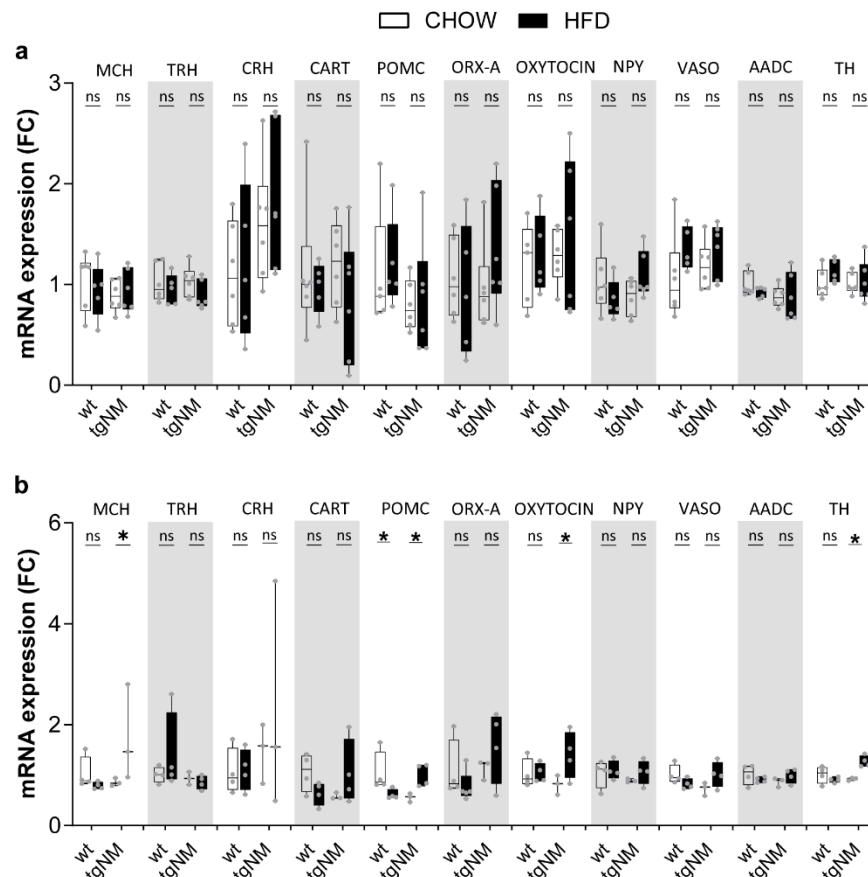 CHOW HFD
a
MCH TRH CRH CART POMC ORX-A OXYTOCIN NPY VASO AADC TH
ns ns ns ns ns ns ns ns ns ns ns ns ns ns ns ns ns ns ns ns ns ns
mRNA expression (FC)
3
2
1
0
wt tgNM wt tgNM wt tgNM wt tgNM wt tgNM wt tgNM wt tgNM wt tgNM wt tgNM wt tgNM wt tgNM
b
MCH TRH CRH CART POMC ORX-A OXYTOCIN NPY VASO AADC TH
ns * ns ns ns ns ns ns * * ns ns ns * ns ns ns ns ns ns ns *
mRNA expression (FC)
6
4
2
0
wt tgNM wt tgNM wt tgNM wt tgNM wt tgNM wt tgNM wt tgNM wt tgNM wt tgNM wt tgNM wt tgNM